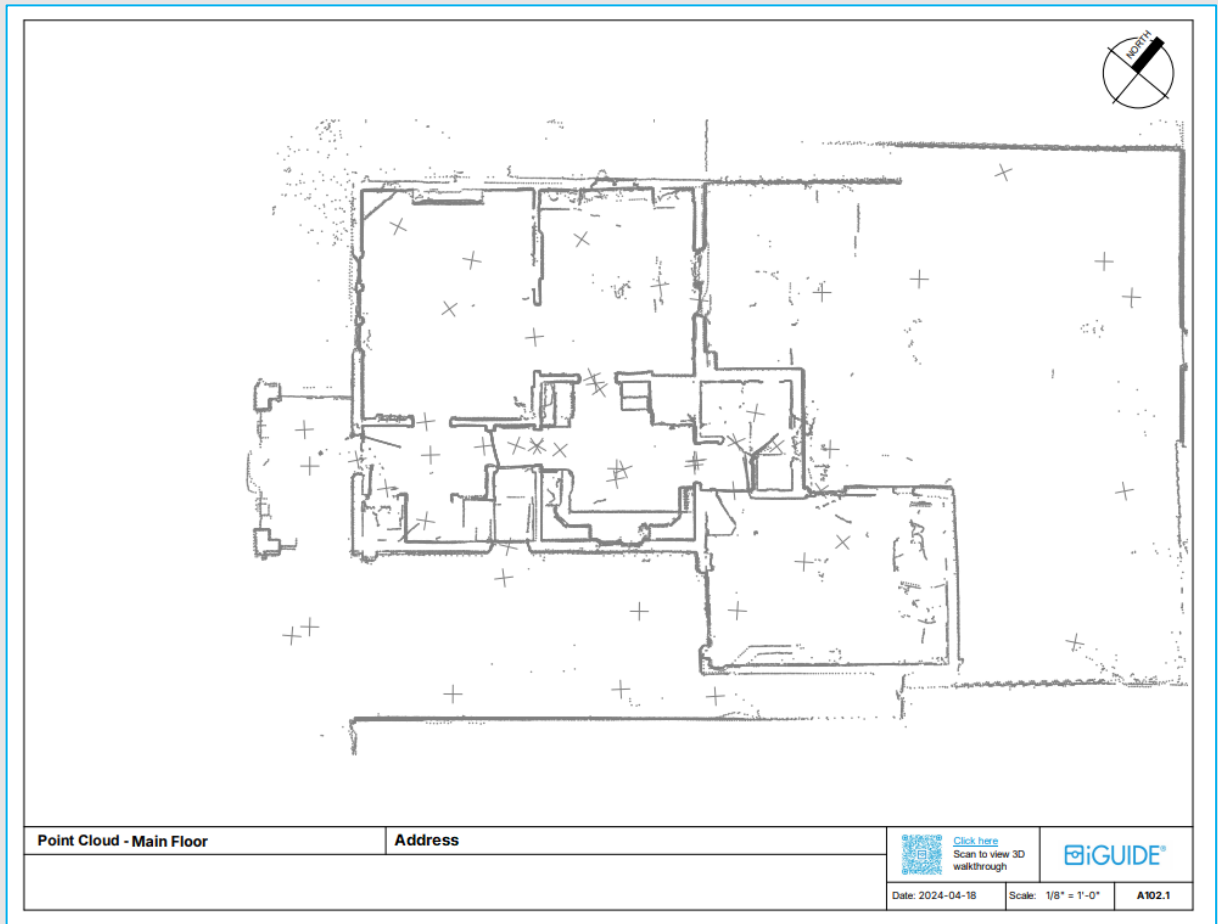 NORTH
Point Cloud - Main Floor
Address
Click here
Scan to view 3D
walkthrough
iGUIDE®
Date: 2024-04-18
Scale: 1/8" = 1'-0"
A102.1